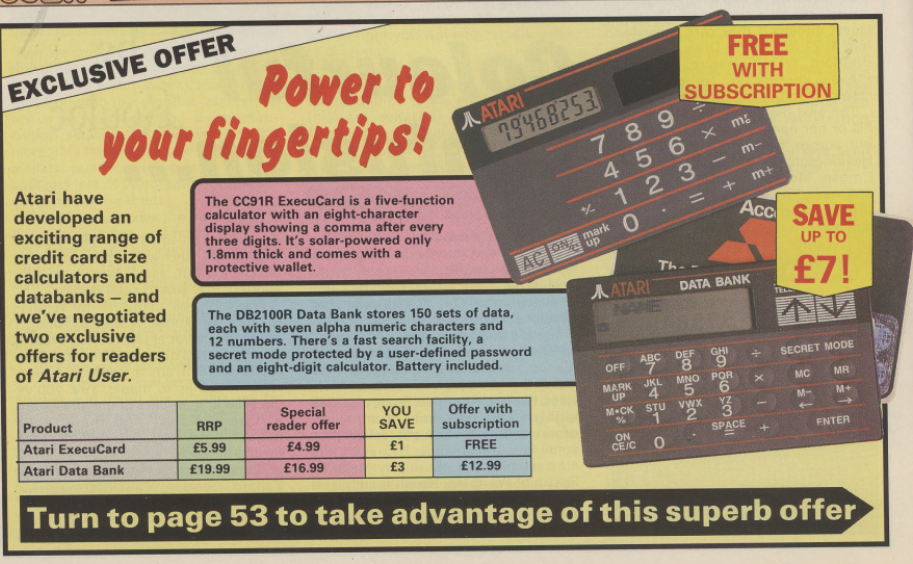 EXCLUSIVE OFFER
Power to
your fingertips!
FREE
WITH
SUBSCRIPTION
Atari have
developed an
exciting range of
credit card size
calculators and
databanks – and
we've negotiated
two exclusive
offers for readers
of Atari User.
The CC91R ExecuCard is a five-function
calculator with an eight-character
display showing a comma after every
three digits. It's solar-powered only
1.8mm thick and comes with a
protective wallet.
The DB2100R Data Bank stores 150 sets of data,
each with seven alpha numeric characters and
12 numbers. There's a fast search facility, a
secret mode protected by a user-defined password
and an eight-digit calculator. Battery included.
ATARI
79468253.
7 8 9 ÷
4 5 6 × m
1 2 3 − m−
+/- 0 . = + m+
AC ON/C mark up
SAVE
UP TO
£7!
Acc
The
ATARI DATA BANK
NAME
OFF ABC 7 DEF 8 GHI 9 ÷ SECRET MODE
MARK UP JKL 4 MNO 5 PQR 6 × MC MR
M•CK % STU 1 VWX 2 YZ 3 − M− ← M+ →
ON CE/C 0 . SPACE = + ENTER
Product RRP Special reader offer YOU SAVE Offer with subscription
Atari ExecuCard £5.99 £4.99 £1 FREE
Atari Data Bank £19.99 £16.99 £3 £12.99
Turn to page 53 to take advantage of this superb offer